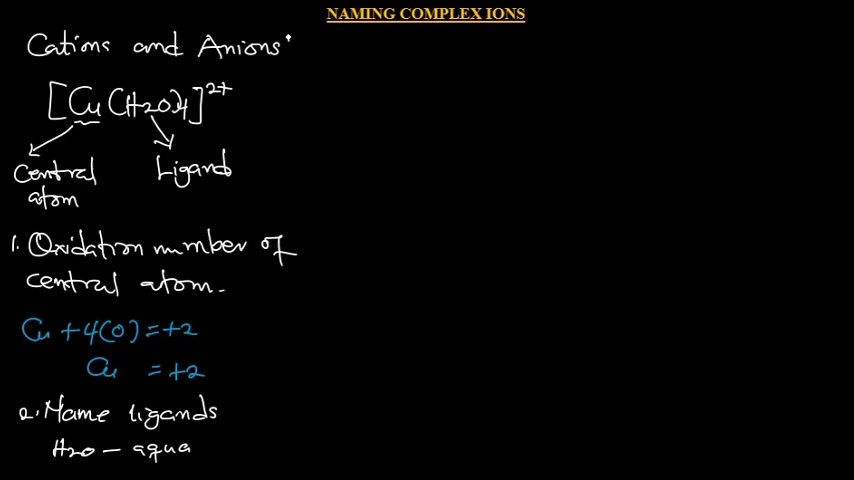 NAMING COMPLEX IONS
Cations and Anions
[Cu(H2O)4]2+
Central Ligand
atom
1. Oxidation number of
central atom.
Cu + 4(0) = +2
Cu = +2
2. Name ligands
H2O - aqua